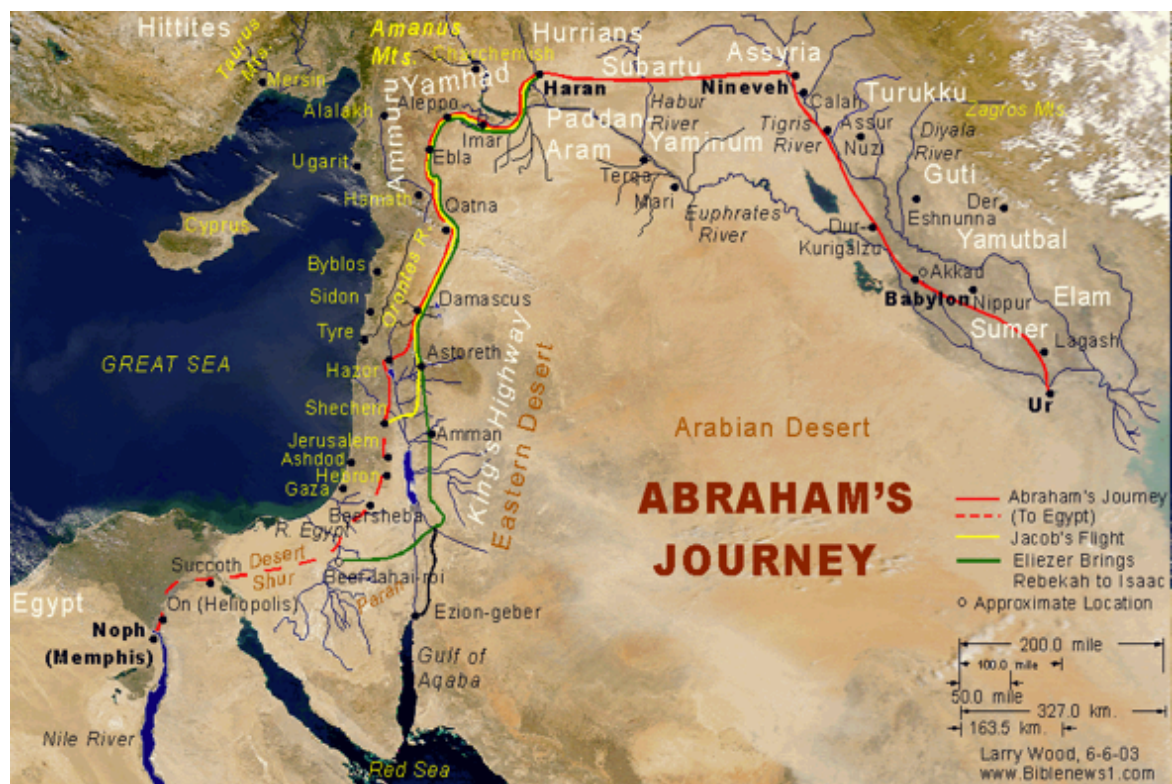 Hittites
Taurus
Mts.
Amanus
Mts.
Charchemish
Hurrians
Assyria
Mersin
Yamhad
Subartu
Haran
Nineveh
Turukku
Zagros Mts
Alalakh
Aleppo
Habur
River
Calah
Imar
Paddan
Aram
Tigris
River
Assur
Nuzi
Diyala
River
Ammuru
Ebla
Yaminum
Ugarit
Terqa
Guti
Hamath
Qatna
Mari
Euphrates
River
Der
Eshnunna
Cyprus
Dur-
Kurigalzu
Yamutbal
Orontes R.
Byblos
Akkad
Babylon
Nippur
Elam
Sidon
Damascus
Sumer
Tyre
Lagash
GREAT SEA
Hazor
Astoreth
King's Highway
Eastern Desert
Ur
Shechem
Amman
Arabian Desert
Jerusalem
Ashdod
Hebron
Gaza
Beersheba
R. Egypt
ABRAHAM'S
JOURNEY
Abraham's Journey
(To Egypt)
Jacob's Flight
Eliezer Brings
Rebekah to Isaac
Approximate Location
Succoth
Desert
Shur
Beer-lahai-roi
Paran
Egypt
On (Heliopolis)
Ezion-geber
Noph
(Memphis)
Gulf of
Aqaba
200.0 mile
100.0 mile
50.0 mile
327.0 km.
163.5 km.
Nile River
Red Sea
Larry Wood, 6-6-03
www.Biblenews1.com